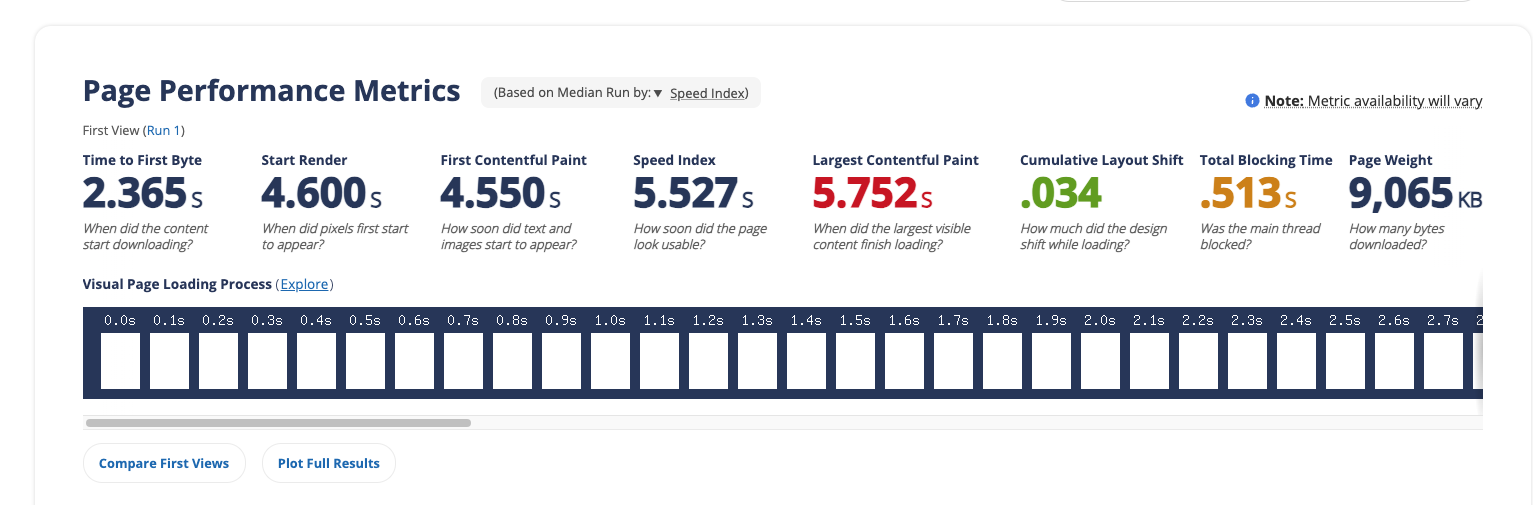 Page Performance Metrics (Based on Median Run by: ▼ Speed Index)
Note: Metric availability will vary
First View (Run 1)
Time to First Byte
2.365 S
When did the content
start downloading?
Start Render
4.600 S
When did pixels first start
to appear?
First Contentful Paint
4.550 S
How soon did text and
images start to appear?
Speed Index
5.527 S
How soon did the page
look usable?
Largest Contentful Paint
5.752 S
When did the largest visible
content finish loading?
Cumulative Layout Shift
.034
How much did the design
shift while loading?
Total Blocking Time
.513 S
Was the main thread
blocked?
Page Weight
9,065 KB
How many bytes
downloaded?
Visual Page Loading Process (Explore)
0.0s 0.1s 0.2s 0.3s 0.4s 0.5s 0.6s 0.7s 0.8s 0.9s 1.0s 1.1s 1.2s 1.3s 1.4s 1.5s 1.6s 1.7s 1.8s 1.9s 2.0s 2.1s 2.2s 2.3s 2.4s 2.5s 2.6s 2.7s
Compare First Views
Plot Full Results